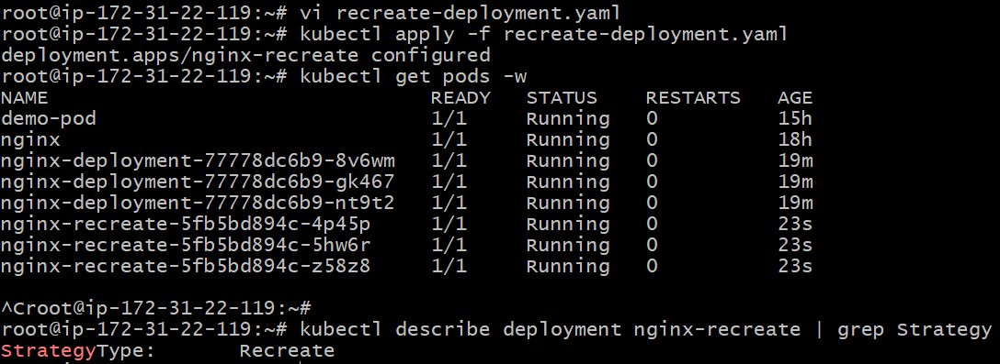 root@ip-172-31-22-119:~# vi recreate-deployment.yaml
root@ip-172-31-22-119:~# kubectl apply -f recreate-deployment.yaml
deployment.apps/nginx-recreate configured
root@ip-172-31-22-119:~# kubectl get pods -w
NAME                                READY   STATUS    RESTARTS   AGE
demo-pod                            1/1     Running   0          15h
nginx                               1/1     Running   0          18h
nginx-deployment-77778dc6b9-8v6wm   1/1     Running   0          19m
nginx-deployment-77778dc6b9-gk467   1/1     Running   0          19m
nginx-deployment-77778dc6b9-nt9t2   1/1     Running   0          19m
nginx-recreate-5fb5bd894c-4p45p     1/1     Running   0          23s
nginx-recreate-5fb5bd894c-5hw6r     1/1     Running   0          23s
nginx-recreate-5fb5bd894c-z58z8     1/1     Running   0          23s
^Croot@ip-172-31-22-119:~#
root@ip-172-31-22-119:~# kubectl describe deployment nginx-recreate | grep Strategy
StrategyType:       Recreate